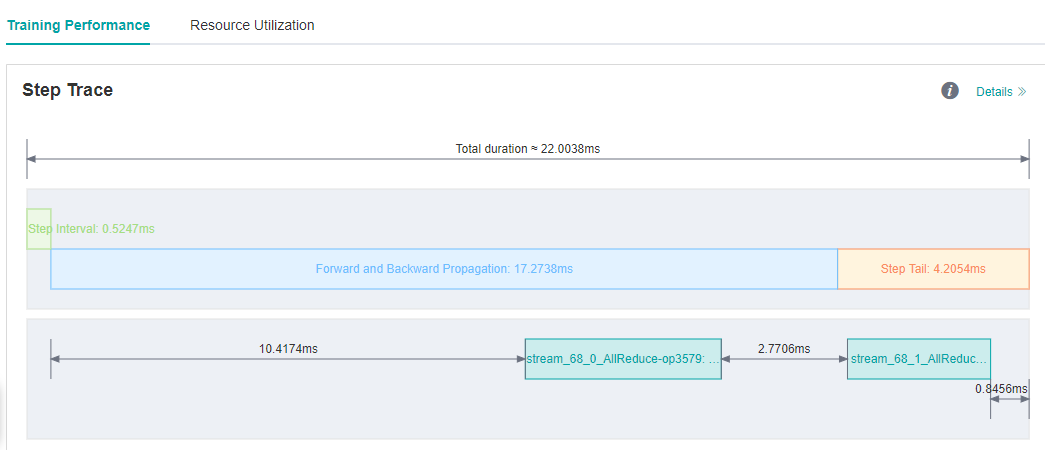 Training Performance Resource Utilization
Step Trace
i Details »
Total duration ≈ 22.0038ms
Step Interval: 0.5247ms
Forward and Backward Propagation: 17.2738ms Step Tail: 4.2054ms
10.4174ms 2.7706ms
stream_68_0_AllReduce-op3579: ... stream_68_1_AllReduc...
0.8456ms